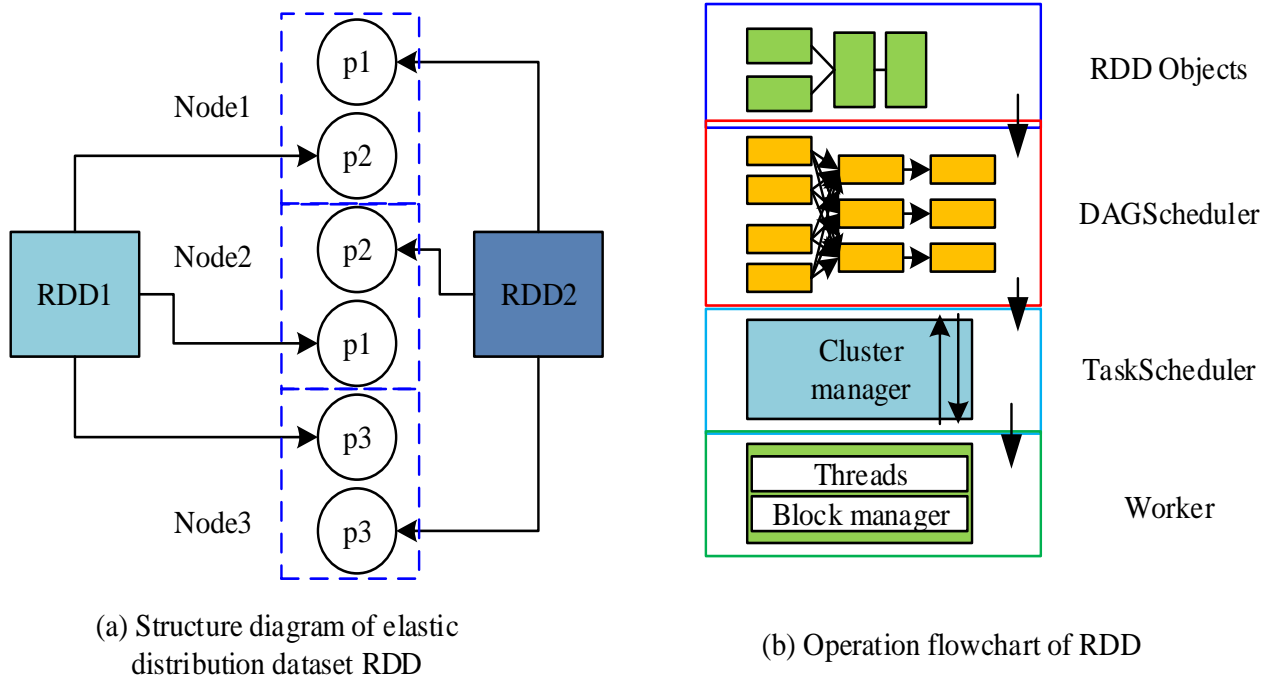 p1
Node1
p2
Node2
p2
RDD1
RDD2
p1
p3
Node3
p3
(a) Structure diagram of elastic
distribution dataset RDD
RDD Objects
DAGScheduler
Cluster
manager
TaskScheduler
Threads
Block manager
Worker
(b) Operation flowchart of RDD